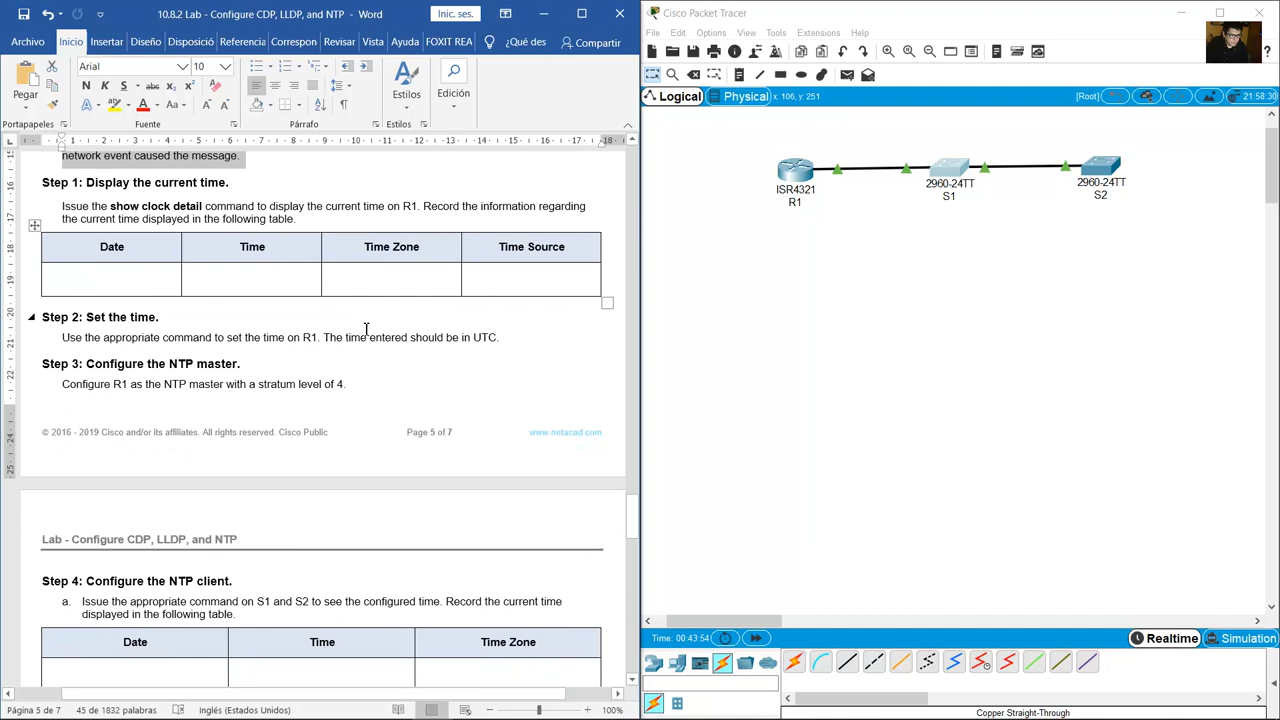 10.8.2 Lab - Configure CDP, LLDP, and NTP - Word
Inic. ses.
Archivo
Inicio
Disposición
Referencia
Correspon
Vista
Ayuda
FOXIT REA
¿Qué des
Compartir
Pegar
Arial
10
N
K
S
Aa
Estilos
Edición
Portapapeles
Fuente
Párrafo
Estilos
network event caused the message.
Step 1: Display the current time.
Issue the show clock detail command to display the current time on R1. Record the information regarding
the current time displayed in the following table.
Date Time Time Zone Time Source
Step 2: Set the time.
Use the appropriate command to set the time on R1. The time entered should be in UTC.
Step 3: Configure the NTP master.
Configure R1 as the NTP master with a stratum level of 4.
© 2016 - 2019 Cisco and/or its affiliates. All rights reserved. Cisco Public Page 5 of 7 www.netacad.com
Lab - Configure CDP, LLDP, and NTP
Step 4: Configure the NTP client.
a. Issue the appropriate command on S1 and S2 to see the configured time. Record the current time
displayed in the following table.
Date Time Time Zone
Página 5 de 7
45 de 1832 palabras
Inglés (Estados Unidos)
100%
Cisco Packet Tracer
File Edit Options View Tools Extensions Help
Logical
Physical
x: 106, y: 251
[Root]
21:58:30
ISR4321
R1
2960-24TT
S1
2960-24TT
S2
Time: 00:43:54
Realtime
Simulation
Copper Straight-Through